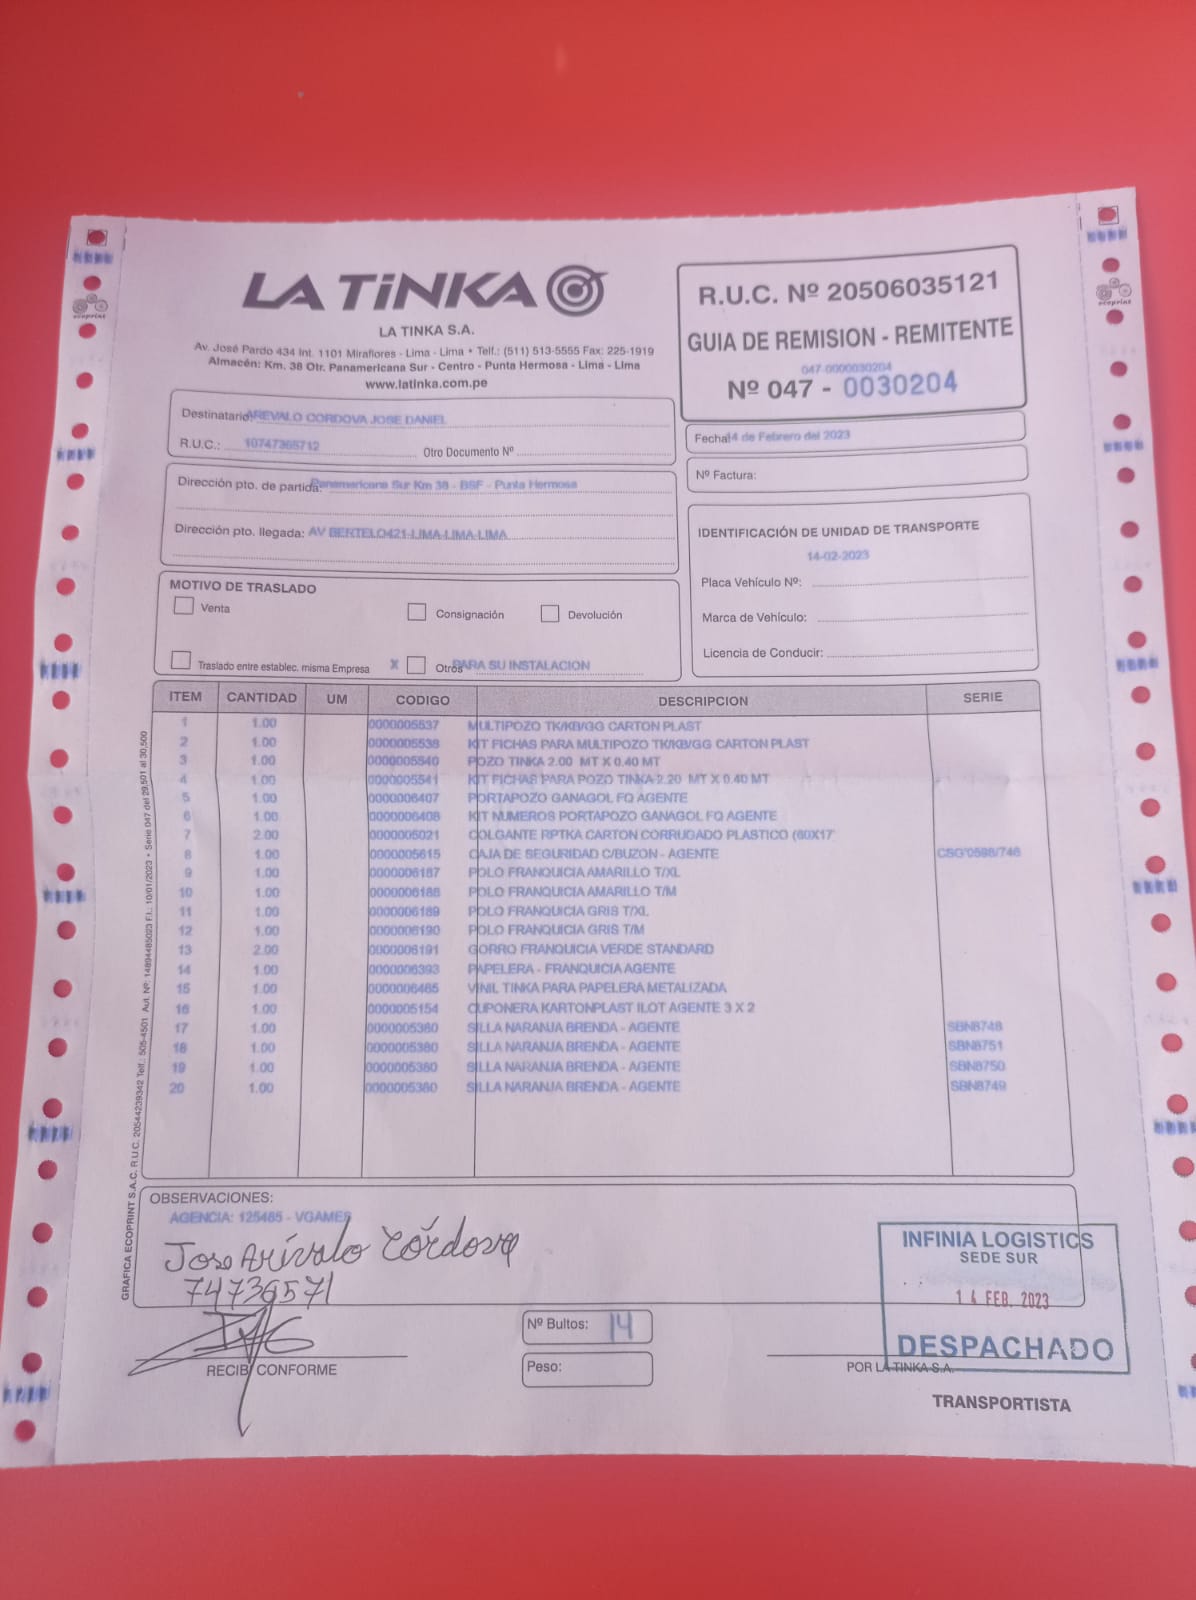 LA TiNKA
LA TINKA S.A.
Av. José Pardo 434 Int. 1101 Miraflores - Lima - Lima • Telf.: (511) 513-5555 Fax: 225-1919
Almacén: Km. 38 Otr. Panamericana Sur - Centro - Punta Hermosa - Lima - Lima
www.latinka.com.pe
R.U.C. Nº 20506035121
GUIA DE REMISION - REMITENTE
047-0000030204
Nº 047 - 0030204
Destinatario: AREVALO CORDOVA JOSE DANIEL
R.U.C.: 10747365712 Otro Documento Nº
Fecha: 14 de Febrero del 2023
Nº Factura:
Dirección pto. de partida: Panamericana Sur Km 38 - BSF - Punta Hermosa
Dirección pto. llegada: AV BERTELO421-LIMA-LIMA-LIMA
IDENTIFICACIÓN DE UNIDAD DE TRANSPORTE
14-02-2023
Placa Vehículo Nº:
Marca de Vehículo:
Licencia de Conducir:
MOTIVO DE TRASLADO
Venta Consignación Devolución
Traslado entre establec. misma Empresa X Otros PARA SU INSTALACION
ITEM CANTIDAD UM CODIGO DESCRIPCION SERIE
1 1.00 0000005537 MULTIPOZO TK/KB/GG CARTON PLAST
2 1.00 0000005538 KIT FICHAS PARA MULTIPOZO TK/KB/GG CARTON PLAST
3 1.00 0000005540 POZO TINKA 2.00 MT X 0.40 MT
4 1.00 0000005541 KIT FICHAS PARA POZO TINKA 2.20 MT X 0.40 MT
5 1.00 0000006407 PORTAPOZO GANAGOL FQ AGENTE
6 1.00 0000006408 KIT NUMEROS PORTAPOZO GANAGOL FQ AGENTE
7 2.00 0000005021 COLGANTE RPTKA CARTON CORRUGADO PLASTICO (60X17
8 1.00 0000005615 CAJA DE SEGURIDAD C/BUZON - AGENTE CSG'0598/746
9 1.00 0000006187 POLO FRANQUICIA AMARILLO T/XL
10 1.00 0000006188 POLO FRANQUICIA AMARILLO T/M
11 1.00 0000006189 POLO FRANQUICIA GRIS T/XL
12 1.00 0000006190 POLO FRANQUICIA GRIS T/M
13 2.00 0000006191 GORRO FRANQUICIA VERDE STANDARD
14 1.00 0000006393 PAPELERA - FRANQUICIA AGENTE
15 1.00 0000006465 VINIL TINKA PARA PAPELERA METALIZADA
16 1.00 0000005154 CUPONERA KARTONPLAST ILOT AGENTE 3 X 2
17 1.00 0000005380 SILLA NARANJA BRENDA - AGENTE SBN8748
18 1.00 0000005380 SILLA NARANJA BRENDA - AGENTE SBN8751
19 1.00 0000005380 SILLA NARANJA BRENDA - AGENTE SBN8750
20 1.00 0000005380 SILLA NARANJA BRENDA - AGENTE SBN8749
GRAFICA ECOPRINT S.A.C. R.U.C. 20544239342 Telf.: 505-4501 Aut. Nº: 14894485023 F.I.: 10/01/2023 • Serie 047 del 29,501 al 30,500
OBSERVACIONES:
AGENCIA: 125485 - VGAMES
Jose Arévalo Córdova
74736571
RECIBI CONFORME
Nº Bultos: 14
Peso:
INFINIA LOGISTICS
SEDE SUR
14 FEB. 2023
DESPACHADO
POR LA TINKA S.A.
TRANSPORTISTA
ecoprint
ecoprint